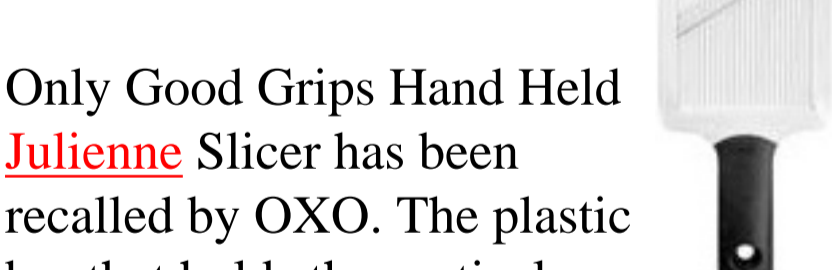 Only Good Grips Hand Held
Julienne Slicer has been
recalled by OXO. The plastic